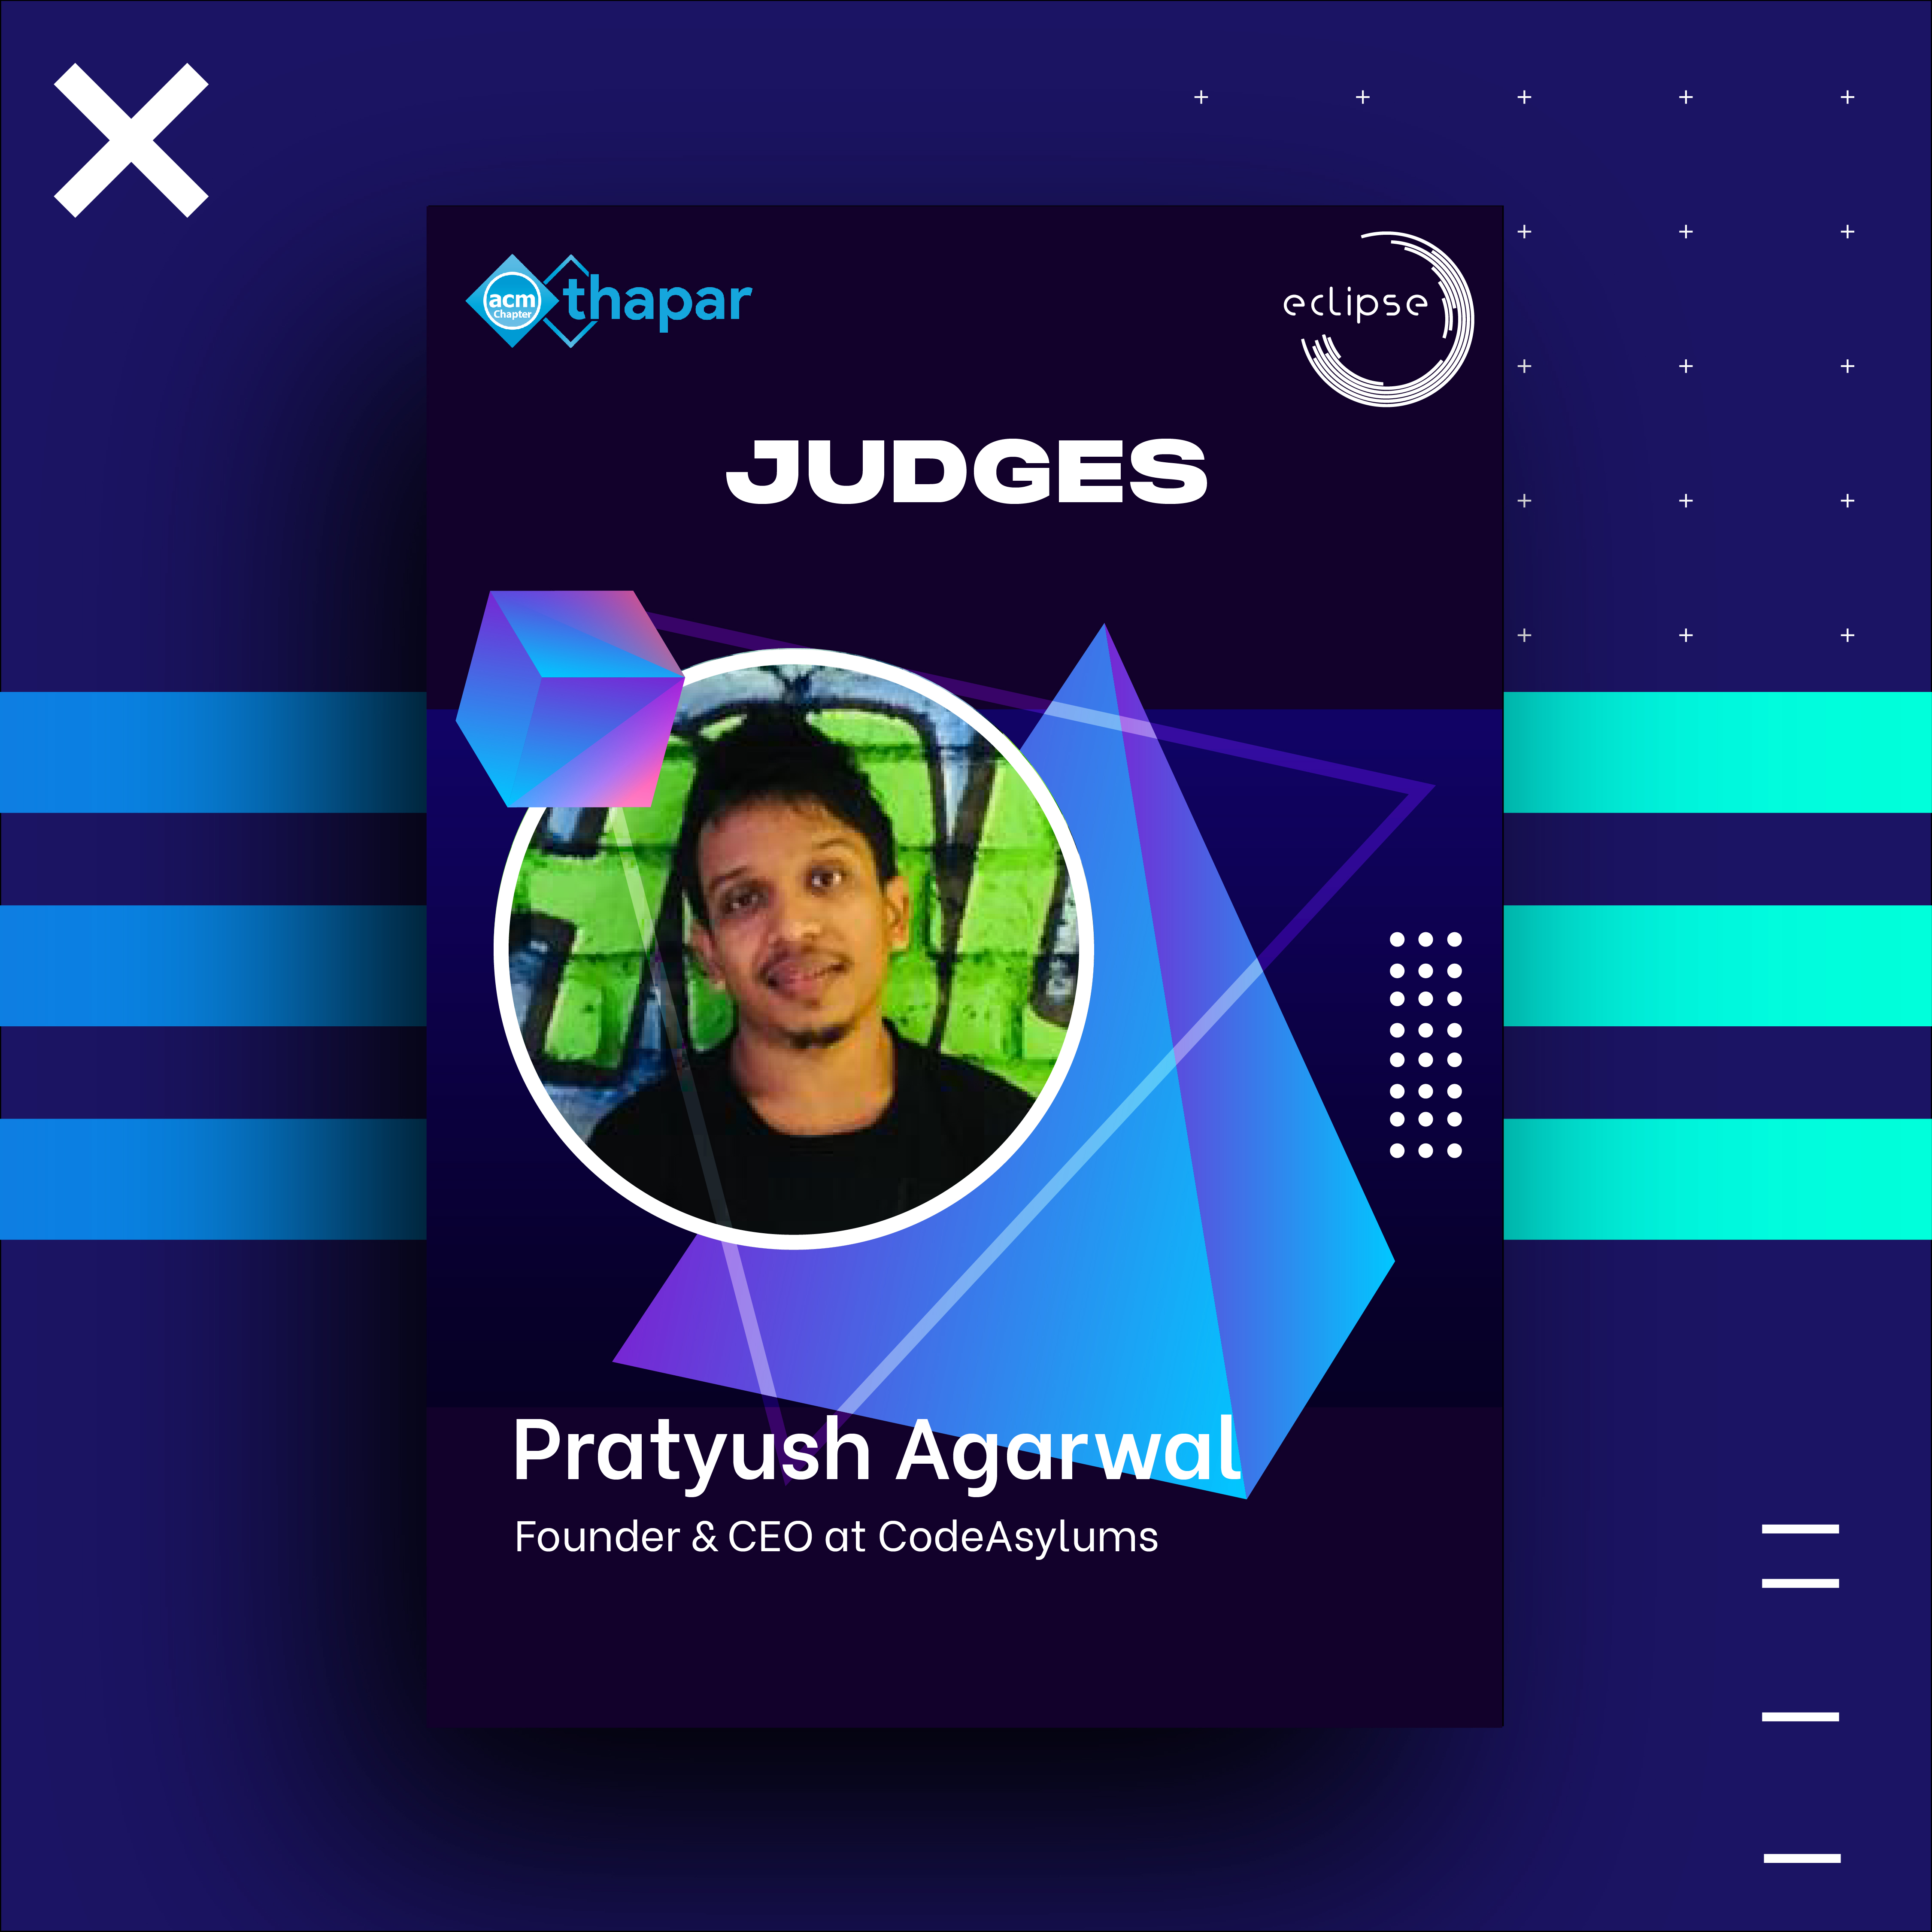 acm
Chapter
thapar
eclipse
JUDGES
Pratyush Agarwal
Founder & CEO at CodeAsylums